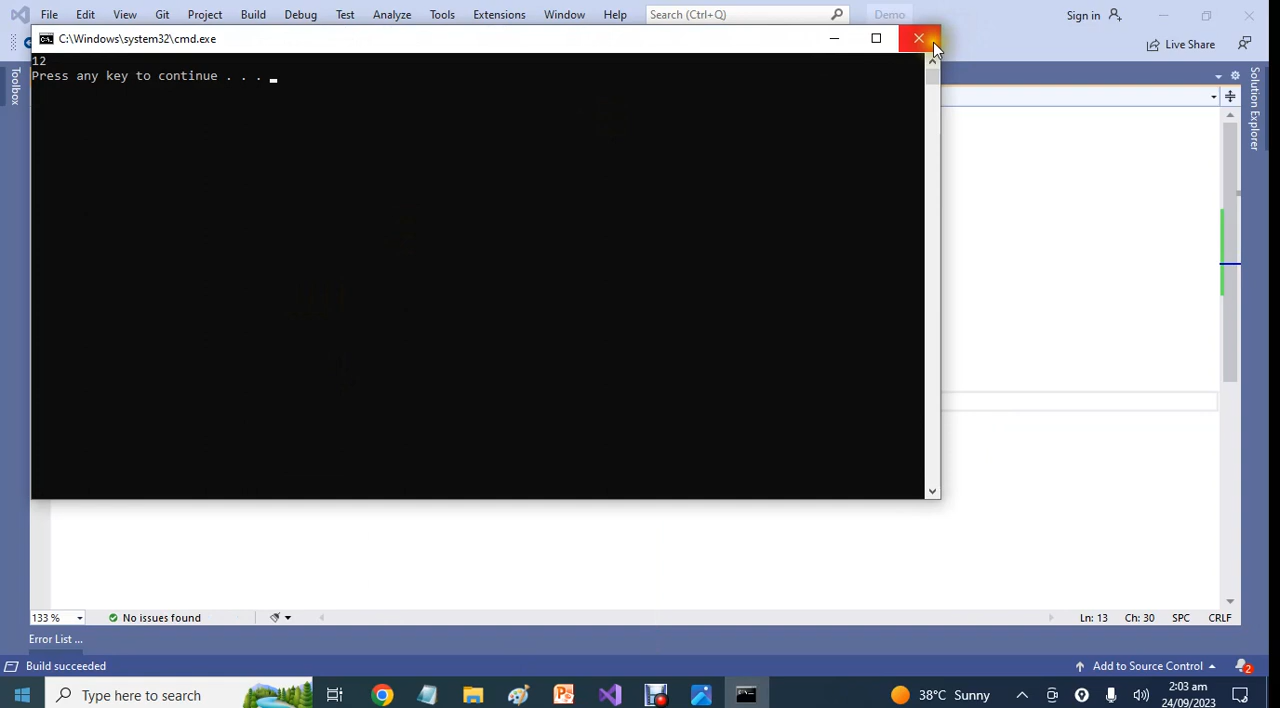 File Edit View Git Project Build Debug Test Analyze Tools Extensions Window Help Search (Ctrl+Q) Demo Sign in
C:\Windows\system32\cmd.exe
Live Share
12
Press any key to continue . . . _
Toolbox
Solution Explorer
133 % No issues found Ln: 13 Ch: 30 SPC CRLF
Error List ...
Build succeeded Add to Source Control 2
Type here to search 38°C Sunny 2:03 am
24/09/2023